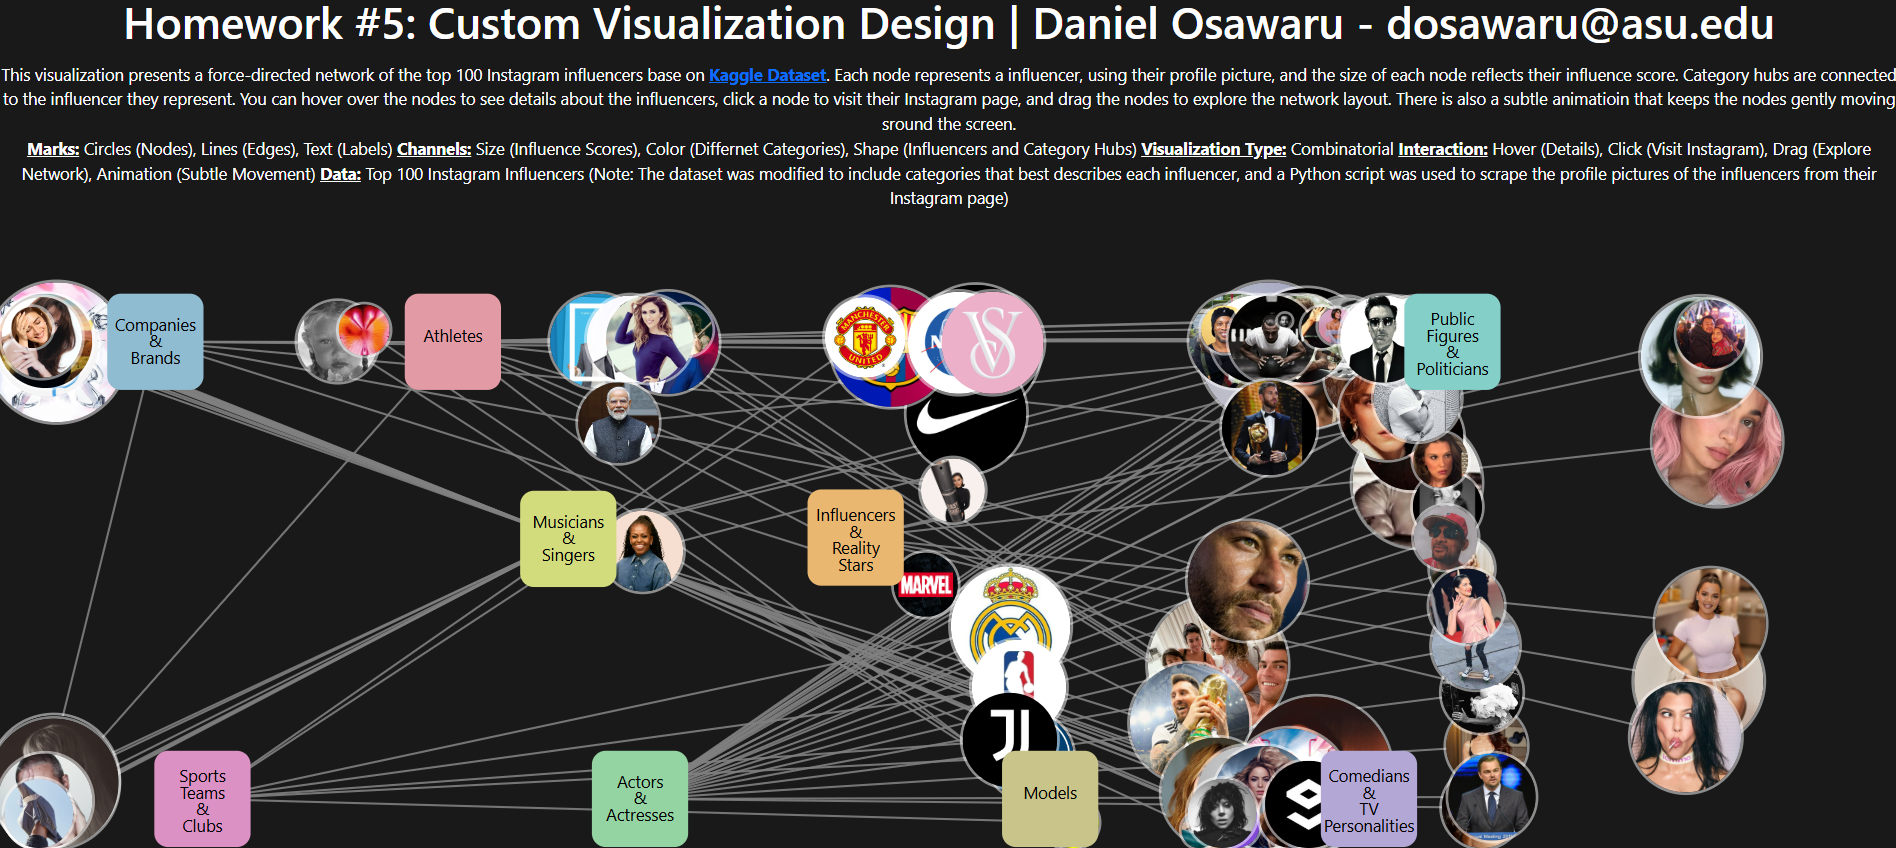 Homework #5: Custom Visualization Design | Daniel Osawaru - dosawaru@asu.edu
This visualization presents a force-directed network of the top 100 Instagram influencers base on Kaggle Dataset. Each node represents a influencer, using their profile picture, and the size of each node reflects their influence score. Category hubs are connected
to the influencer they represent. You can hover over the nodes to see details about the influencers, click a node to visit their Instagram page, and drag the nodes to explore the network layout. There is also a subtle animatioin that keeps the nodes gently moving
sround the screen.
Marks: Circles (Nodes), Lines (Edges), Text (Labels) Channels: Size (Influence Scores), Color (Differnet Categories), Shape (Influencers and Category Hubs) Visualization Type: Combinatorial Interaction: Hover (Details), Click (Visit Instagram), Drag (Explore
Network), Animation (Subtle Movement) Data: Top 100 Instagram Influencers (Note: The dataset was modified to include categories that best describes each influencer, and a Python script was used to scrape the profile pictures of the influencers from their
Instagram page)
Companies
&
Brands
Athletes
MANCHESTER
UNITED
N
VS
Public
Figures
&
Politicians
Musicians
&
Singers
Influencers
&
Reality
Stars
MARVEL
Sports
Teams
&
Clubs
Actors
&
Actresses
Models
Comedians
&
TV
Personalities